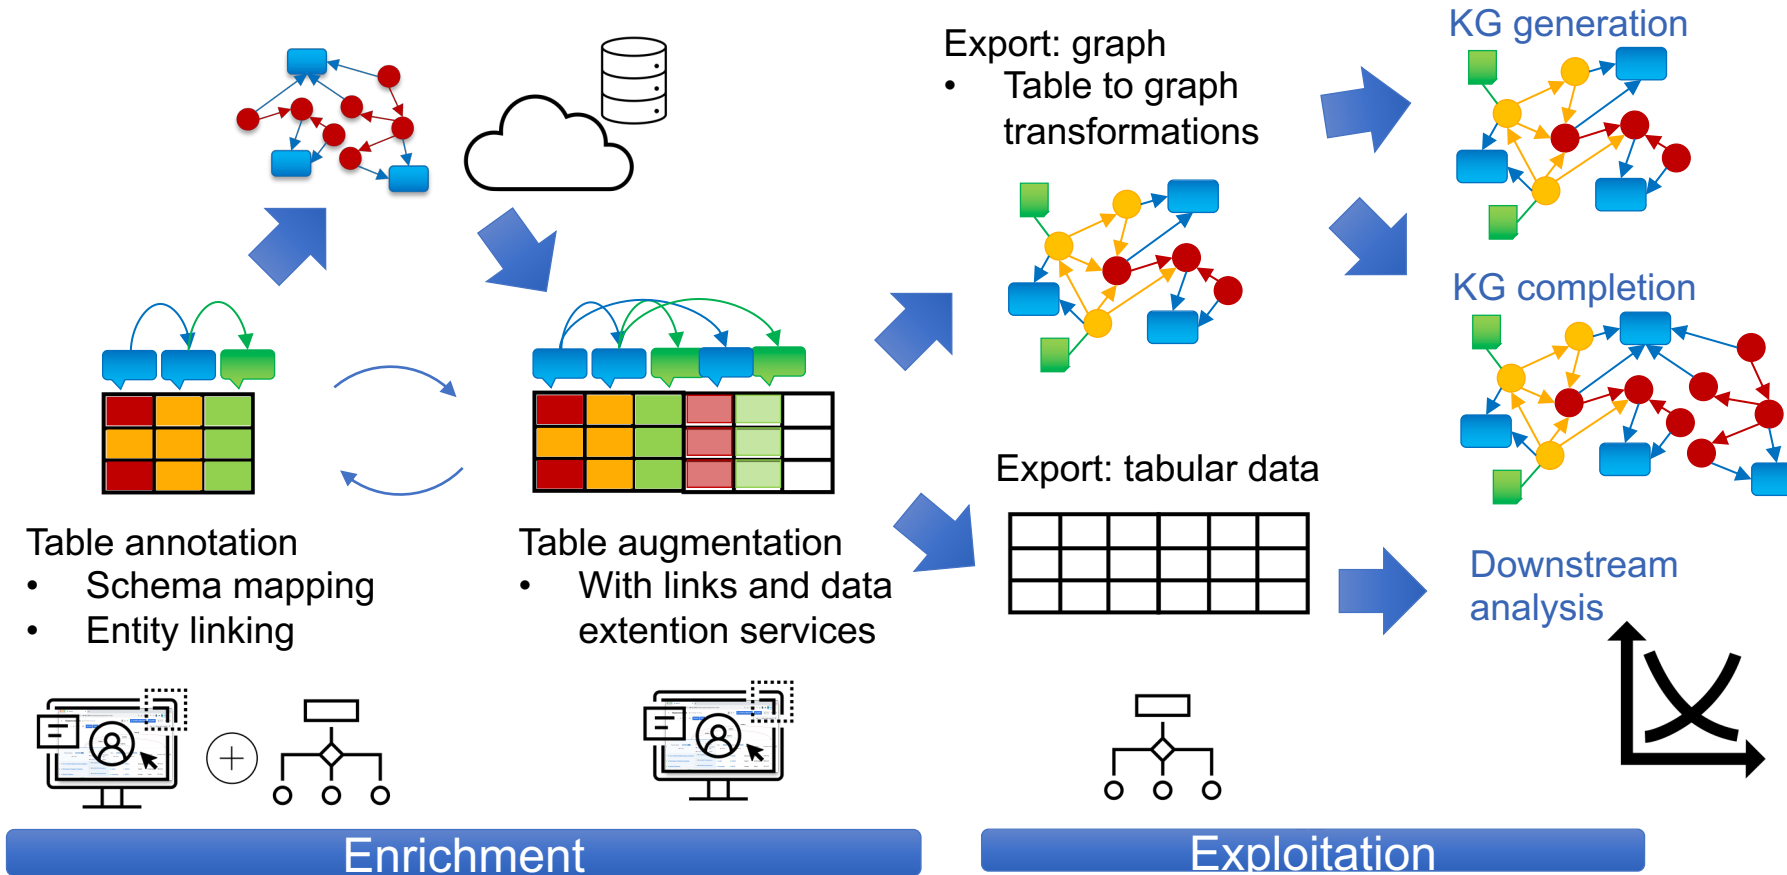 Export: graph
• Table to graph
transformations
KG generation
KG completion
Table annotation
• Schema mapping
• Entity linking
Table augmentation
• With links and data
extention services
Export: tabular data
Downstream
analysis
Enrichment
Exploitation